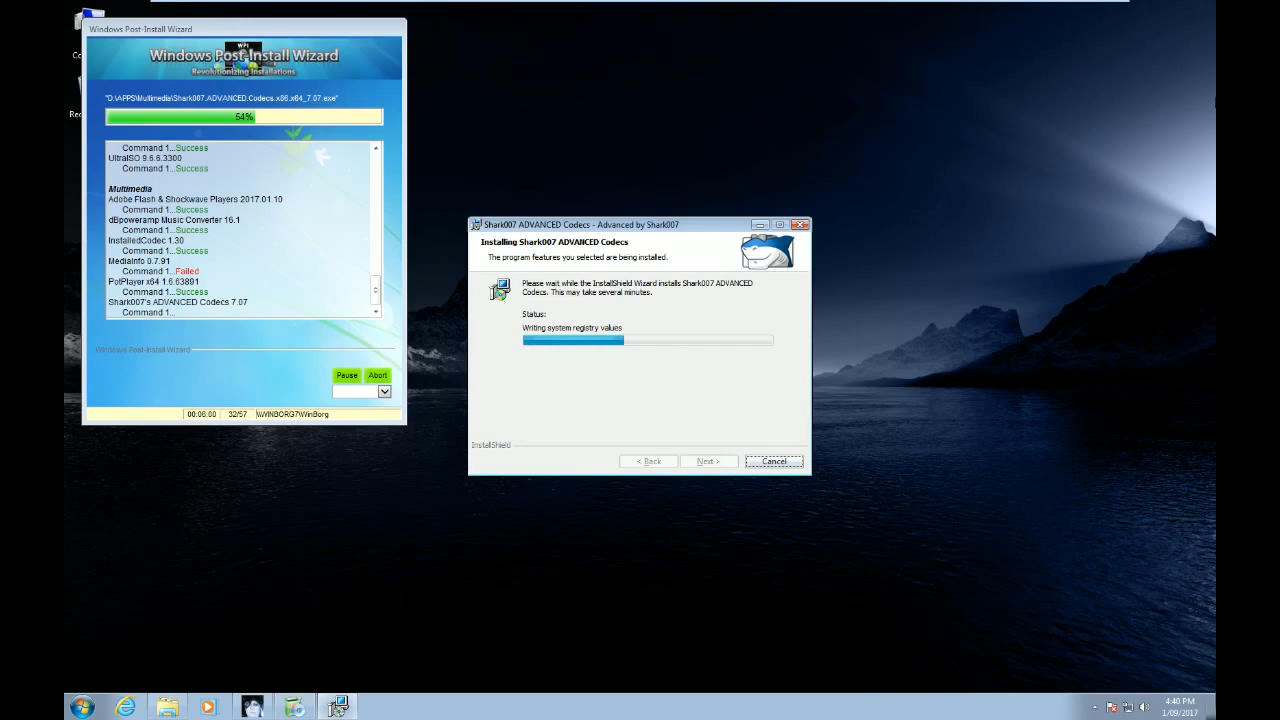 Windows Post-Install Wizard
WPI
Windows Post-Install Wizard
Revolutionizing Installations
"D:\APPS\Multimedia\Shark007.ADVANCED.Codecs.x86.x64_7.07.exe"
54%
Command 1...Success
UltraISO 9.6.6.3300
Command 1...Success
Multimedia
Adobe Flash & Shockwave Players 2017.01.10
Command 1...Success
dBpoweramp Music Converter 16.1
Command 1...Success
InstalledCodec 1.30
Command 1...Success
MediaInfo 0.7.91
Command 1...Failed
PotPlayer x64 1.6.63891
Command 1...Success
Shark007's ADVANCED Codecs 7.07
Command 1...
Windows Post-Install Wizard
Pause Abort
00:06:00 32/57 \\WINBORG7\WinBorg
Shark007 ADVANCED Codecs - Advanced by Shark007
Installing Shark007 ADVANCED Codecs
The program features you selected are being installed.
Please wait while the InstallShield Wizard installs Shark007 ADVANCED
Codecs. This may take several minutes.
Status:
Writing system registry values
InstallShield
< Back Next > Cancel
4:40 PM
1/09/2017